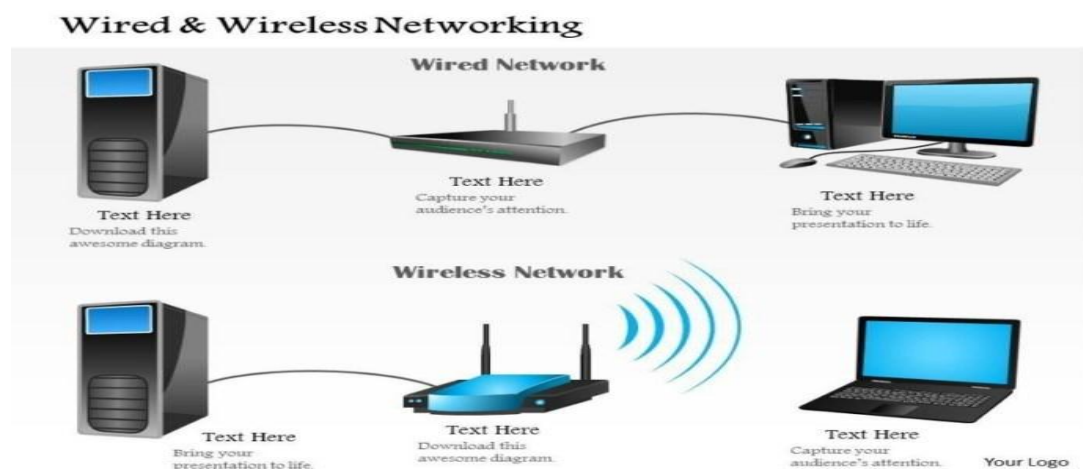 Wired & Wireless Networking
Wired Network
Text Here
Download this
awesome diagram.
Text Here
Capture your
audience's attention.
Text Here
Bring your
presentation to life.
Wireless Network
Text Here
Bring your
presentation to life.
Text Here
Download this
awesome diagram.
Text Here
Capture your
audience's attention.
Your Logo